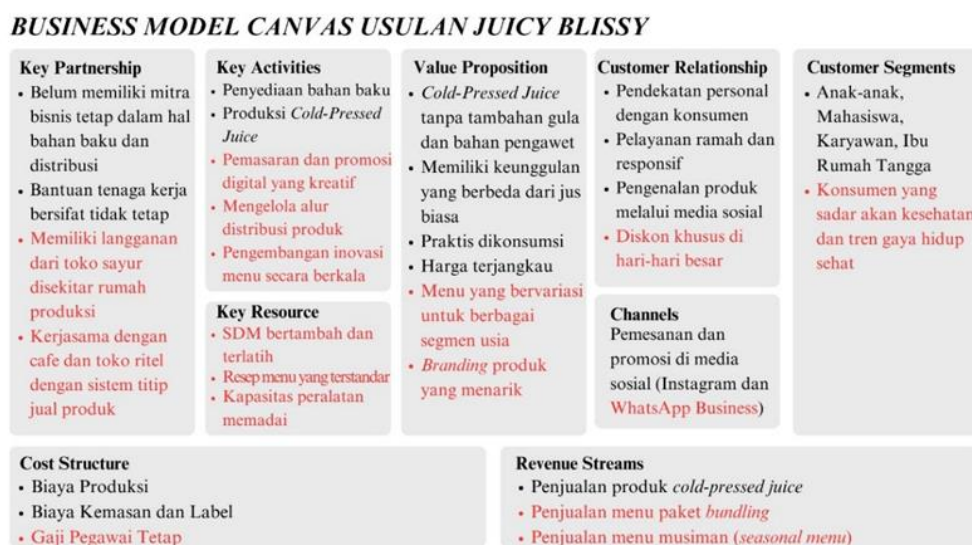 BUSINESS MODEL CANVAS USULAN JUICY BLISSY
Key Partnership
• Belum memiliki mitra
bisnis tetap dalam hal
bahan baku dan
distribusi
• Bantuan tenaga kerja
bersifat tidak tetap
• Memiliki langganan
dari toko sayur
disekitar rumah
produksi
• Kerjasama dengan
cafe dan toko ritel
dengan sistem titip
jual produk
Key Activities
• Penyediaan bahan baku
• Produksi Cold-Pressed
Juice
• Pemasaran dan promosi
digital yang kreatif
• Mengelola alur
distribusi produk
• Pengembangan inovasi
menu secara berkala
Key Resource
• SDM bertambah dan
terlatih
• Resep menu yang terstandar
• Kapasitas peralatan
memadai
Value Proposition
• Cold-Pressed Juice
tanpa tambahan gula
dan bahan pengawet
• Memiliki keunggulan
yang berbeda dari jus
biasa
• Praktis dikonsumsi
• Harga terjangkau
• Menu yang bervariasi
untuk berbagai
segmen usia
• Branding produk
yang menarik
Customer Relationship
• Pendekatan personal
dengan konsumen
• Pelayanan ramah dan
responsif
• Pengenalan produk
melalui media sosial
• Diskon khusus di
hari-hari besar
Channels
Pemesanan dan
promosi di media
sosial (Instagram dan
WhatsApp Business)
Customer Segments
• Anak-anak,
Mahasiswa,
Karyawan, Ibu
Rumah Tangga
• Konsumen yang
sadar akan kesehatan
dan tren gaya hidup
sehat
Cost Structure
• Biaya Produksi
• Biaya Kemasan dan Label
• Gaji Pegawai Tetap
Revenue Streams
• Penjualan produk cold-pressed juice
• Penjualan menu paket bundling
• Penjualan menu musiman (seasonal menu)